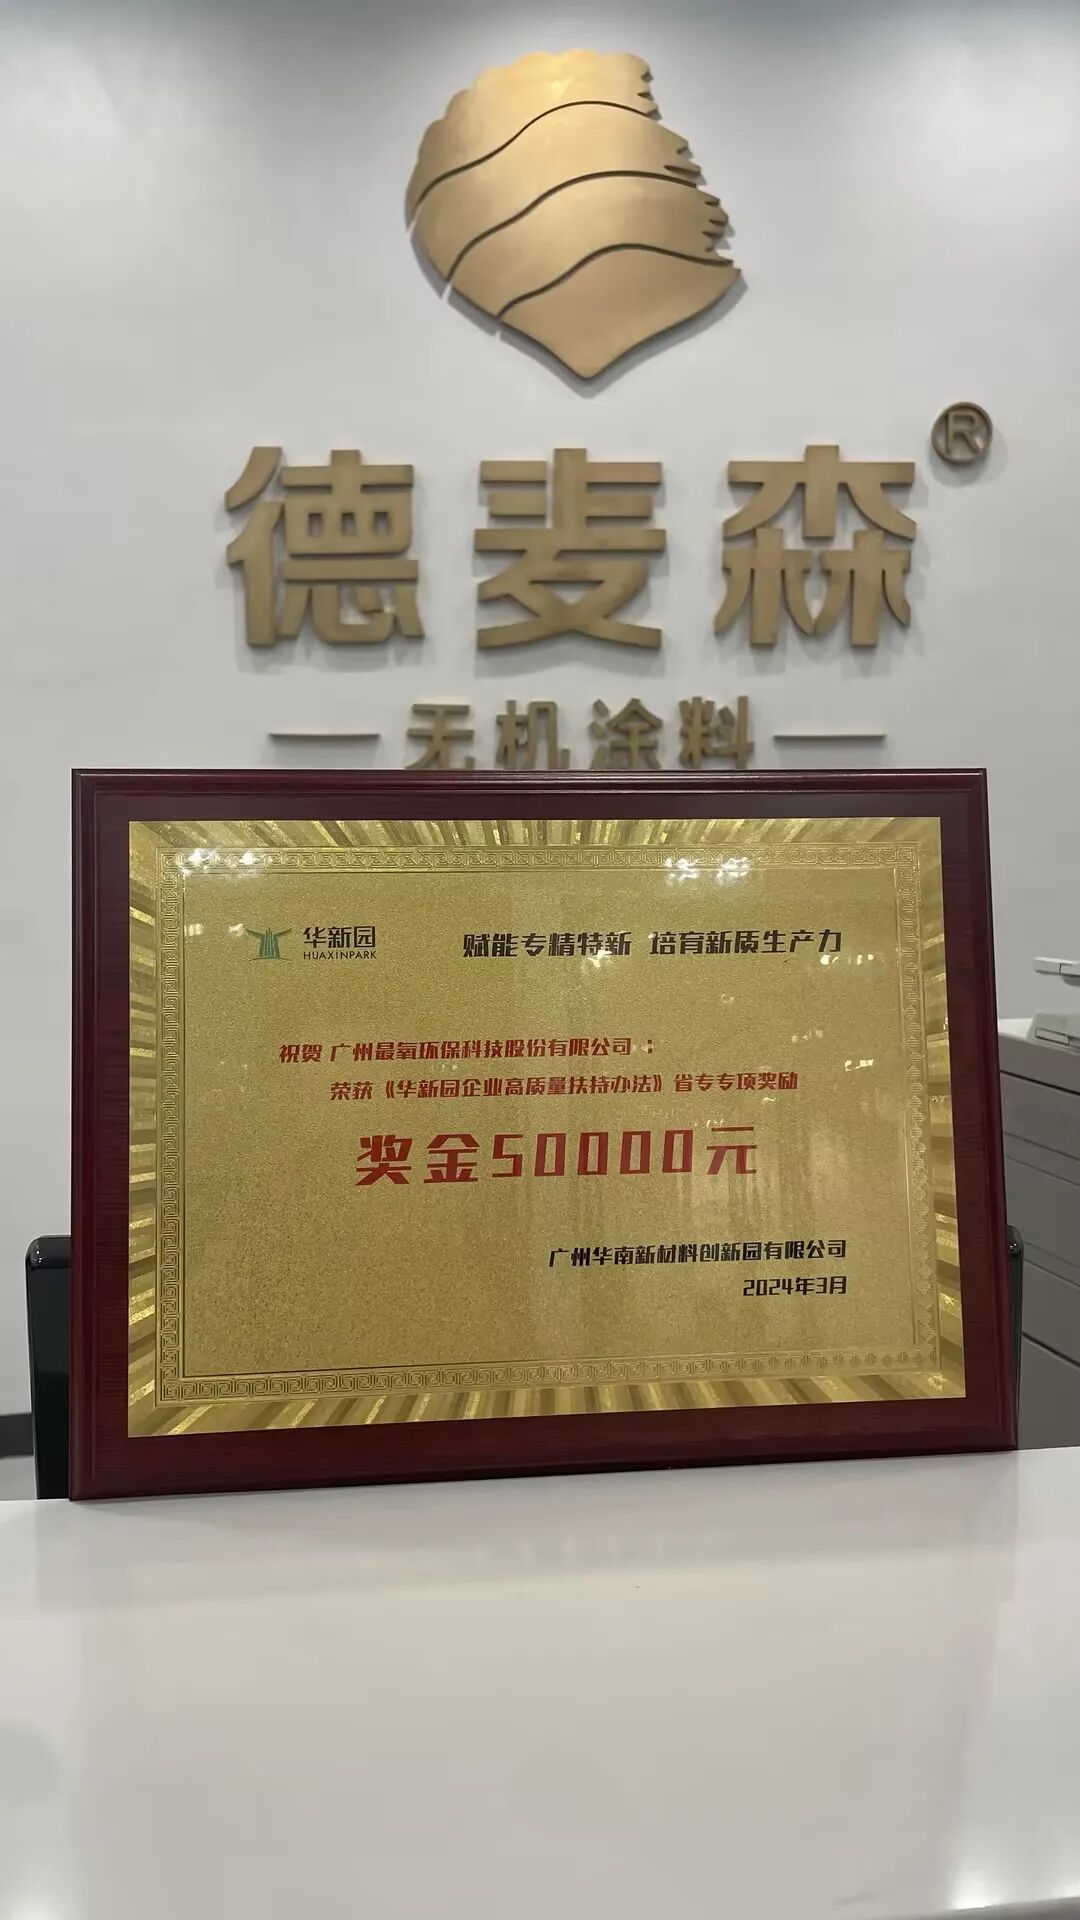 ®
德麦森
无机涂料
华新园
HUAXINPARK
赋能专精特新 培育新质生产力
祝贺 广州最氧环保科技股份有限公司：
荣获《华新园企业高质量扶持办法》省专专项奖励
奖金50000元
广州华南新材料创新园有限公司
2024年3月